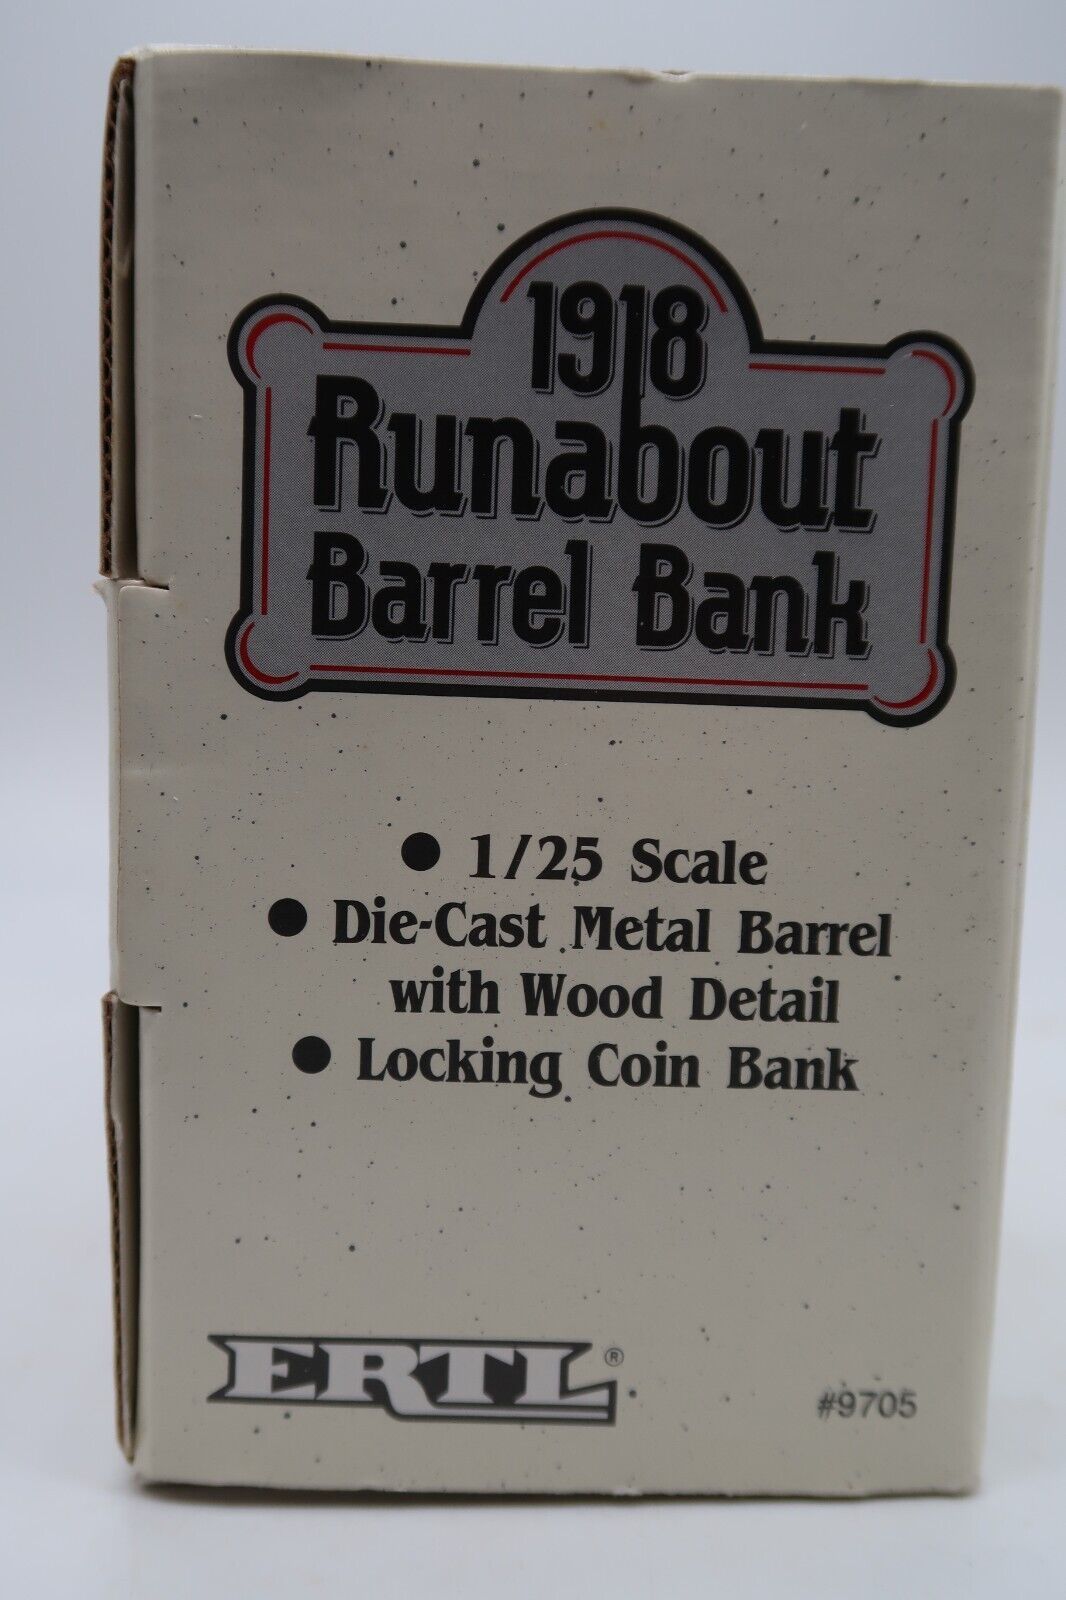 1918
Runabout
Barrel Bank
● 1/25 Scale
● Die-Cast Metal Barrel
with Wood Detail
● Locking Coin Bank
ERTL®
#9705